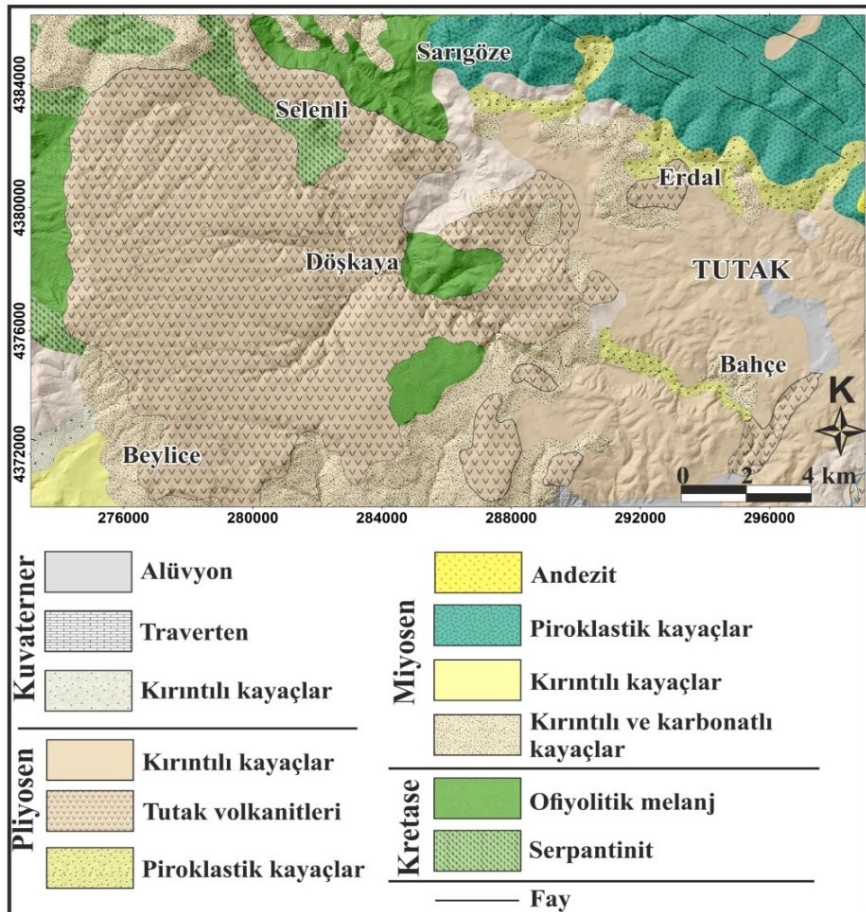 Sarıgöze
Selenli
Erdal
Döşkaya
TUTAK
Bahçe
Beylice
K
0 2 4 km
4384000
4380000
4376000
4372000
276000 280000 284000 288000 292000 296000
Kuvaterner
Alüvyon
Traverten
Kırıntılı kayaçlar
Pliyosen
Kırıntılı kayaçlar
Tutak volkanitleri
Piroklastik kayaçlar
Miyosen
Andezit
Piroklastik kayaçlar
Kırıntılı kayaçlar
Kırıntılı ve karbonatlı
kayaçlar
Kretase
Ofiyolitik melanj
Serpantinit
Fay